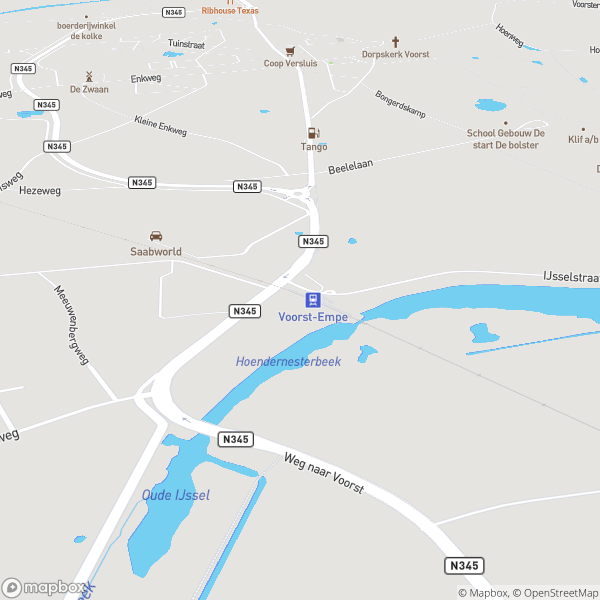 Ribhouse Texas
N345
boerderijwinkel
de kolke
Voorster
Hoenweg
Tuinstraat
Dorpskerk Voorst
Coop Versluis
N345
Enkweg
De Zwaan
Bongerdskamp
N345
Kleine Enkweg
School Gebouw De
start De bolster
Klif a/b
Tango
N345
Beelelaan
N345
N345
Hezeweg
N345
Saabworld
IJsselstraat
Meeuwenbergweg
N345
Voorst-Empe
Hoendernesterbeek
weg
N345
Weg naar Voorst
Oude IJssel
N345
mapbox
© Mapbox, © OpenStreetMap